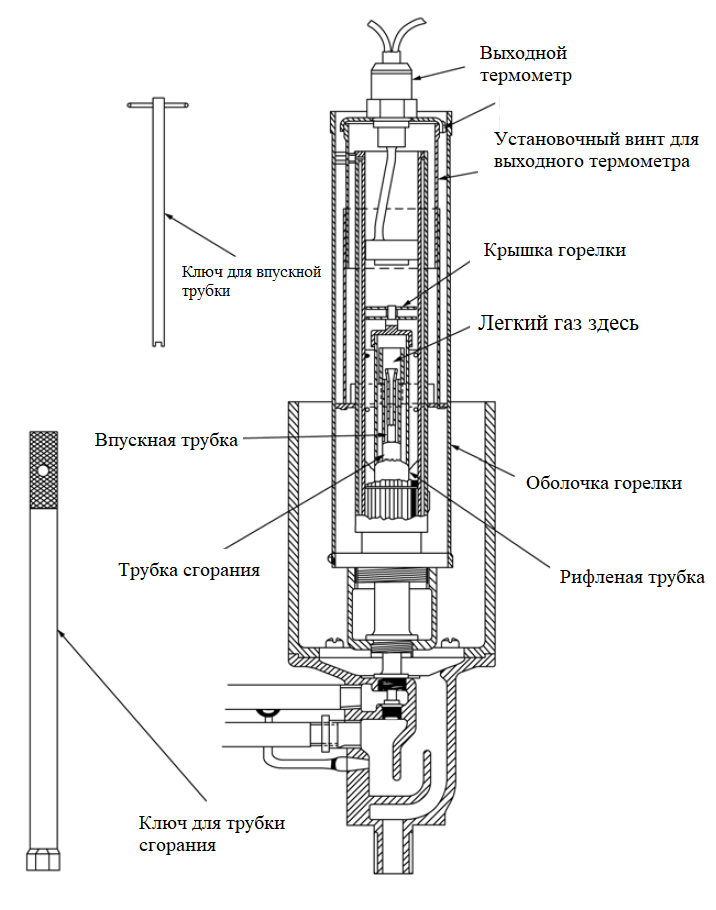 Выходной
термометр
Установочный винт для
выходного термометра
Крышка горелки
Ключ для впускной
трубки
Легкий газ здесь
Впускная трубка
Оболочка горелки
Трубка сгорания
Рифленая трубка
Ключ для трубки
сгорания